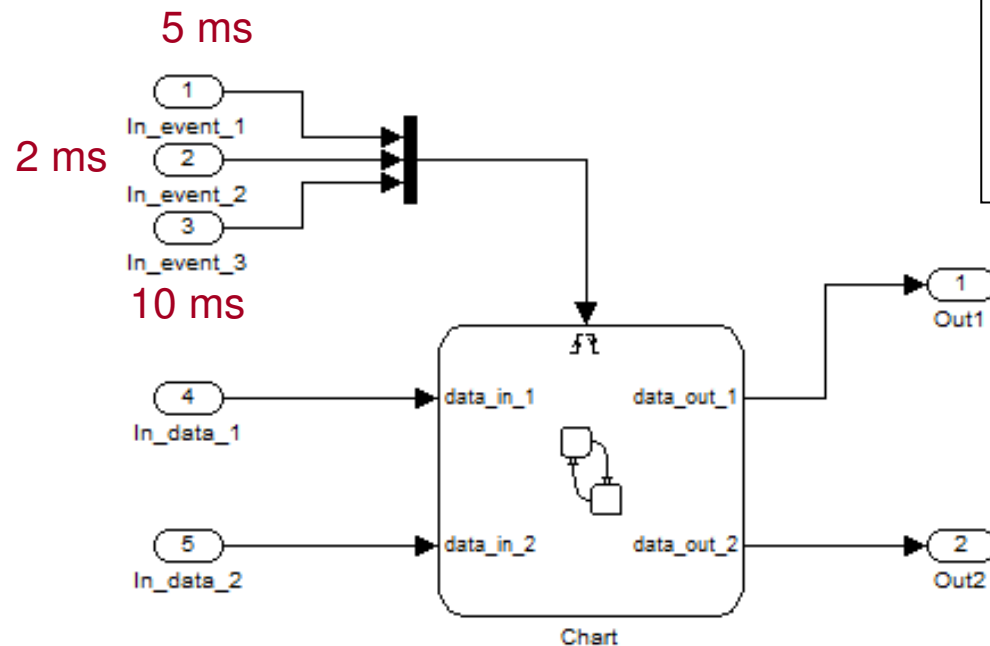 5 ms
1
In_event_1
2 ms
2
In_event_2
3
In_event_3
10 ms
1
Out1
4
In_data_1
data_in_1
data_out_1
5
In_data_2
data_in_2
data_out_2
2
Out2
Chart